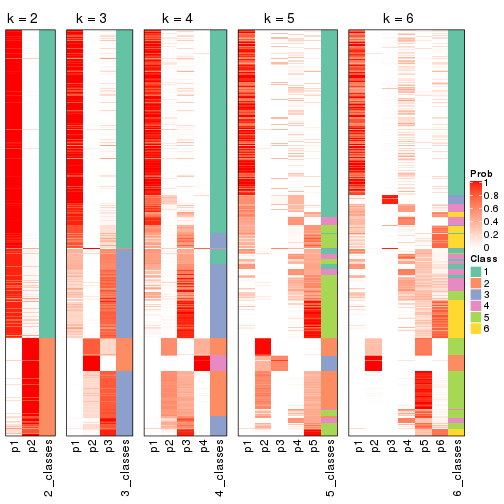 k = 2
k = 3
k = 4
k = 5
k = 6
p1
p2
2_classes
p1
p2
p3
3_classes
p1
p2
p3
p4
4_classes
p1
p2
p3
p4
p5
5_classes
p1
p2
p3
p4
p5
p6
6_classes
Prob
1
0.8
0.6
0.4
0.2
0
Class
1
2
3
4
5
6